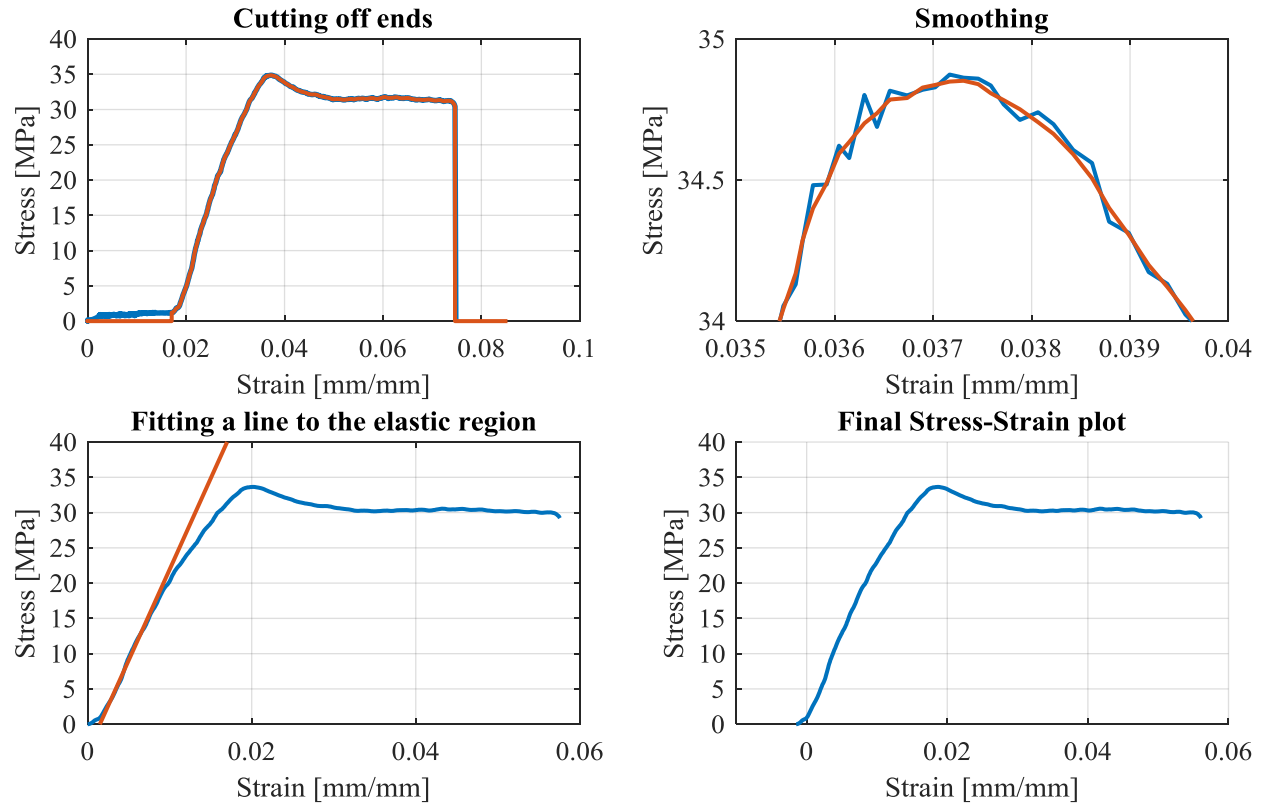 Cutting off ends
40
35
30
25
20
15
10
5
0
Stress [MPa]
0 0.02 0.04 0.06 0.08 0.1
Strain [mm/mm]
Smoothing
35
34.5
34
Stress [MPa]
0.035 0.036 0.037 0.038 0.039 0.04
Strain [mm/mm]
Fitting a line to the elastic region
40
35
30
25
20
15
10
5
0
Stress [MPa]
0 0.02 0.04 0.06
Strain [mm/mm]
Final Stress-Strain plot
40
35
30
25
20
15
10
5
0
Stress [MPa]
0 0.02 0.04 0.06
Strain [mm/mm]